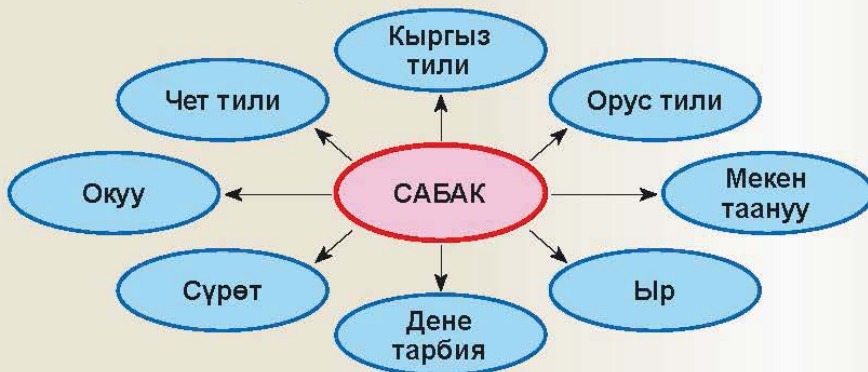 Кыргыз
тили
Чет тили
Орус тили
Окуу
САБАК
Мекен
таануу
Сүрөт
Ыр
Дене
тарбия